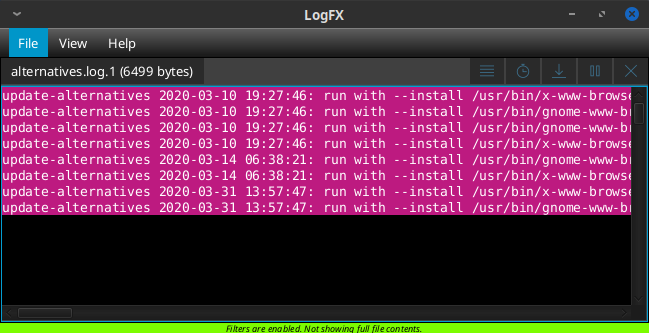 LogFX
File View Help
alternatives.log.1 (6499 bytes)
update-alternatives 2020-03-10 19:27:46: run with --install /usr/bin/x-www-browse
update-alternatives 2020-03-10 19:27:46: run with --install /usr/bin/gnome-www-br
update-alternatives 2020-03-10 19:27:46: run with --install /usr/bin/gnome-www-br
update-alternatives 2020-03-10 19:27:46: run with --install /usr/bin/x-www-browse
update-alternatives 2020-03-14 06:38:21: run with --install /usr/bin/gnome-www-br
update-alternatives 2020-03-14 06:38:21: run with --install /usr/bin/x-www-browse
update-alternatives 2020-03-31 13:57:47: run with --install /usr/bin/x-www-browse
update-alternatives 2020-03-31 13:57:47: run with --install /usr/bin/gnome-www-br
Filters are enabled. Not showing full file contents.